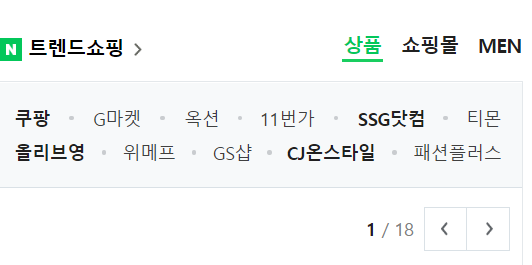 N 트렌드쇼핑 > 상품 쇼핑몰 MEN
쿠팡 • G마켓 • 옥션 • 11번가 • SSG닷컴 • 티몬
올리브영 • 위메프 • GS샵 • CJ온스타일 • 패션플러스
1 / 18 < >